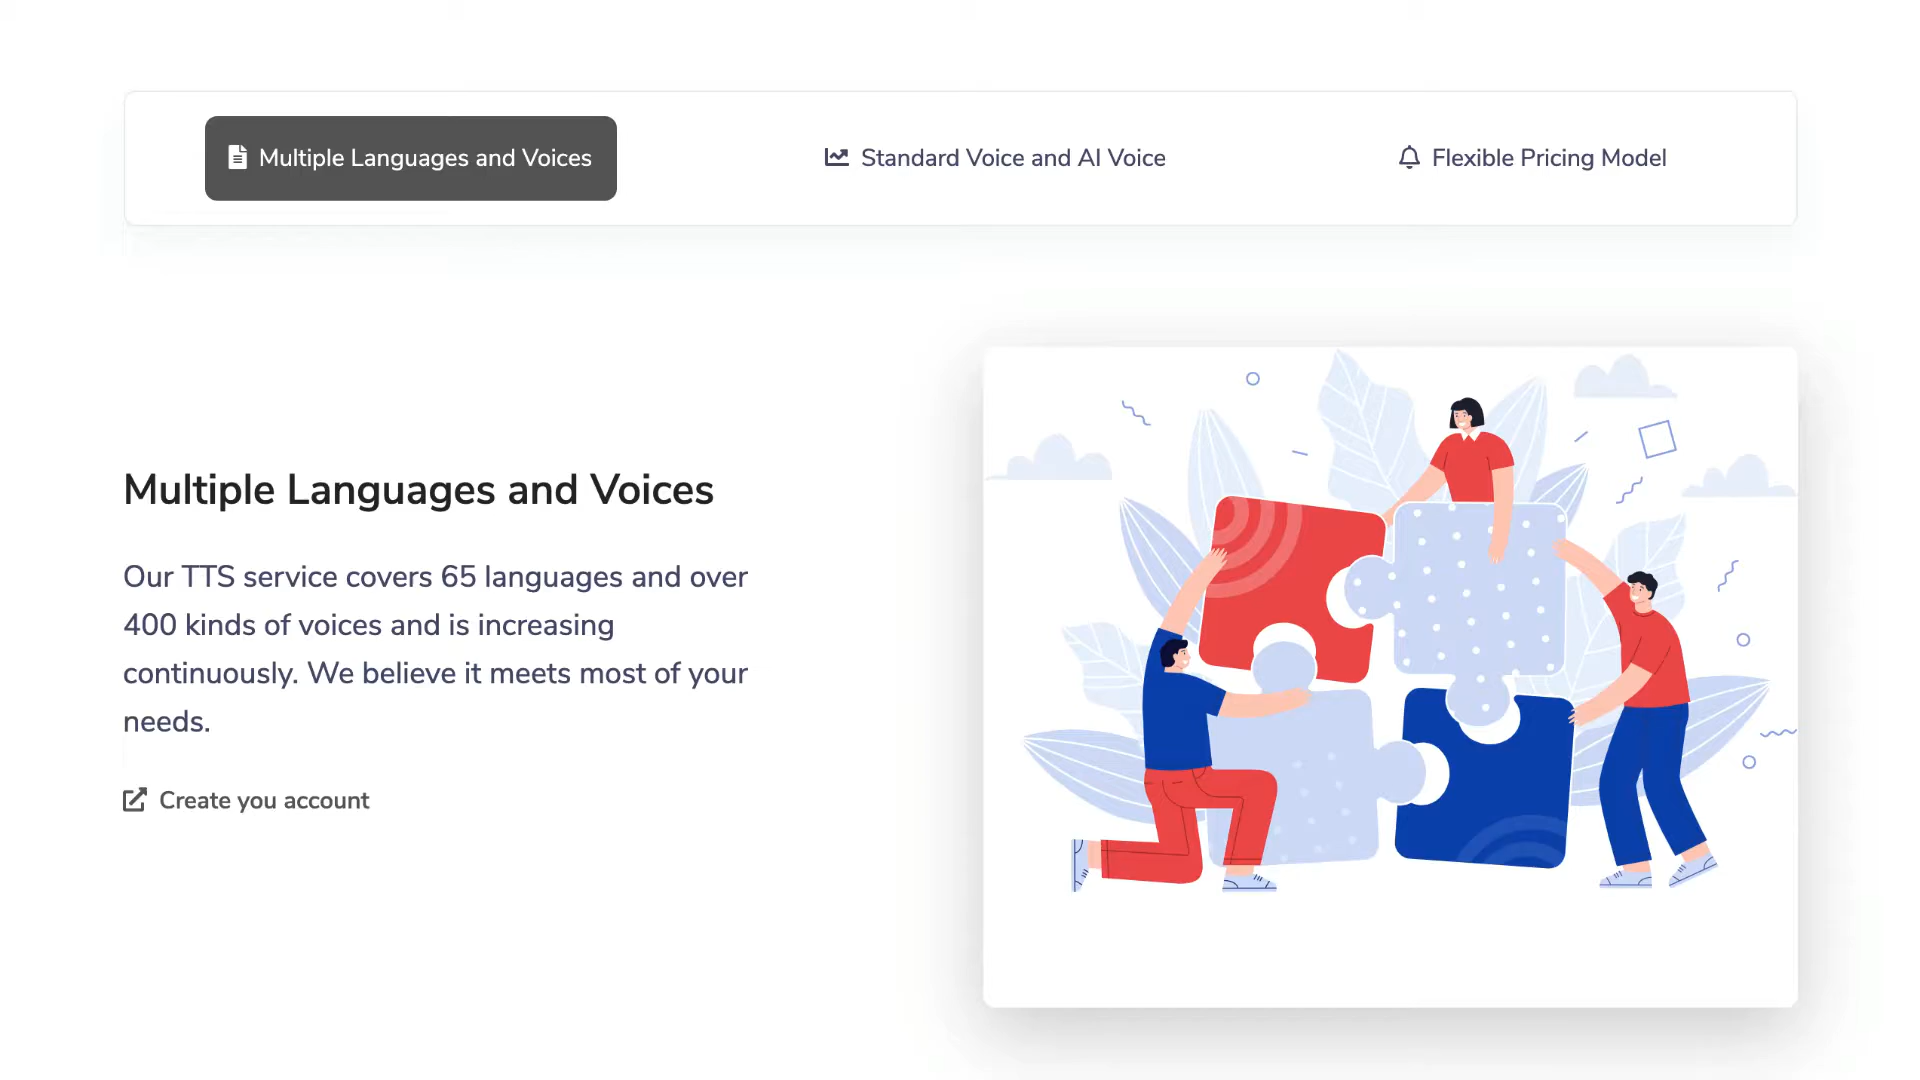 Multiple Languages and Voices
Standard Voice and AI Voice
Flexible Pricing Model
Multiple Languages and Voices
Our TTS service covers 65 languages and over
400 kinds of voices and is increasing
continuously. We believe it meets most of your
needs.
Create you account